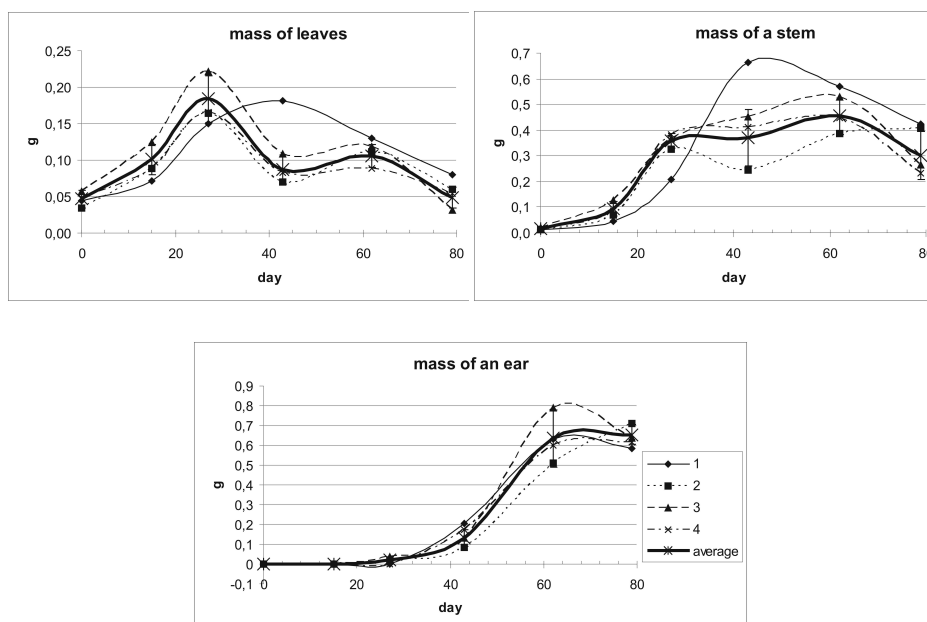 mass of leaves
0,25
0,20
0,15
0,10
0,05
0,00
g
0 20 40 60 80
day
mass of a stem
0,7
0,6
0,5
0,4
0,3
0,2
0,1
0,0
g
0 20 40 60 80
day
mass of an ear
0,9
0,8
0,7
0,6
0,5
0,4
0,3
0,2
0,1
0
-0,1
g
0 20 40 60 80
day
1
2
3
4
average